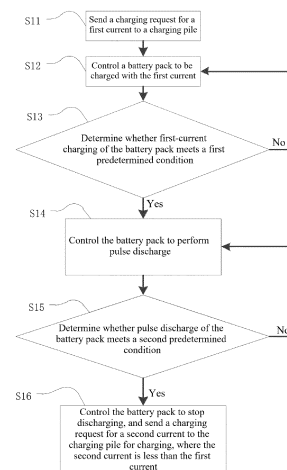 S11
Send a charging request for a
first current to a charging pile
S12
Control a battery pack to be
charged with the first current
S13
Determine whether first-current
charging of the battery pack meets a first
predetermined condition
No
Yes
S14
Control the battery pack to perform
pulse discharge
S15
Determine whether pulse discharge of the
battery pack meets a second predetermined
condition
No
Yes
S16
Control the battery pack to stop
discharging, and send a charging
request for a second current to the
charging pile for charging, where the
second current is less than the first
current